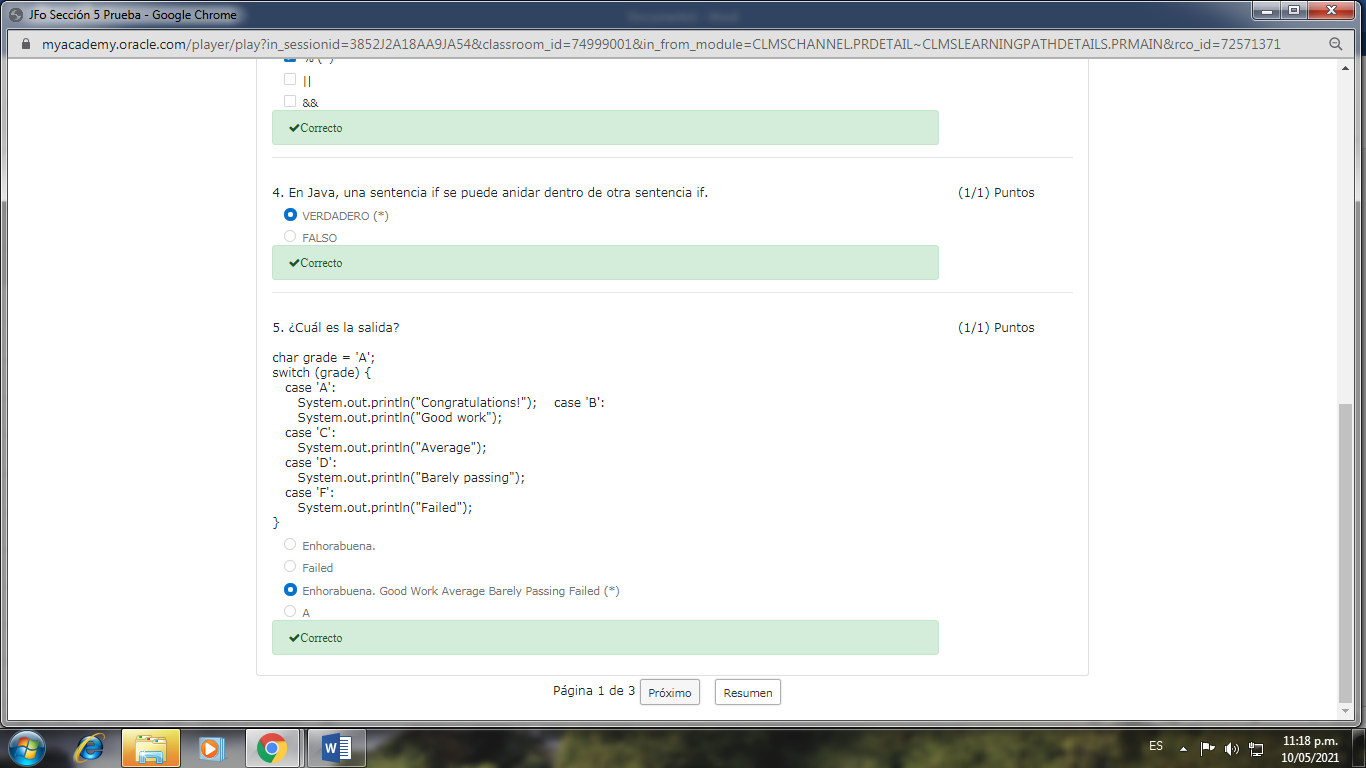 JFo Sección 5 Prueba - Google Chrome
myacademy.oracle.com/player/play?in_sessionid=3852J2A18AA9JA54&classroom_id=74999001&in_from_module=CLMSCHANNEL.PRDETAIL~CLMSLEARNINGPATHDETAILS.PRMAIN&rco_id=72571371
||
&&
✔Correcto
4. En Java, una sentencia if se puede anidar dentro de otra sentencia if. (1/1) Puntos
VERDADERO (*)
FALSO
✔Correcto
5. ¿Cuál es la salida? (1/1) Puntos
char grade = 'A';
switch (grade) {
case 'A':
System.out.println("Congratulations!"); case 'B':
System.out.println("Good work");
case 'C':
System.out.println("Average");
case 'D':
System.out.println("Barely passing");
case 'F':
System.out.println("Failed");
}
Enhorabuena.
Failed
Enhorabuena. Good Work Average Barely Passing Failed (*)
A
✔Correcto
Página 1 de 3 Próximo Resumen
ES 11:18 p.m.
10/05/2021